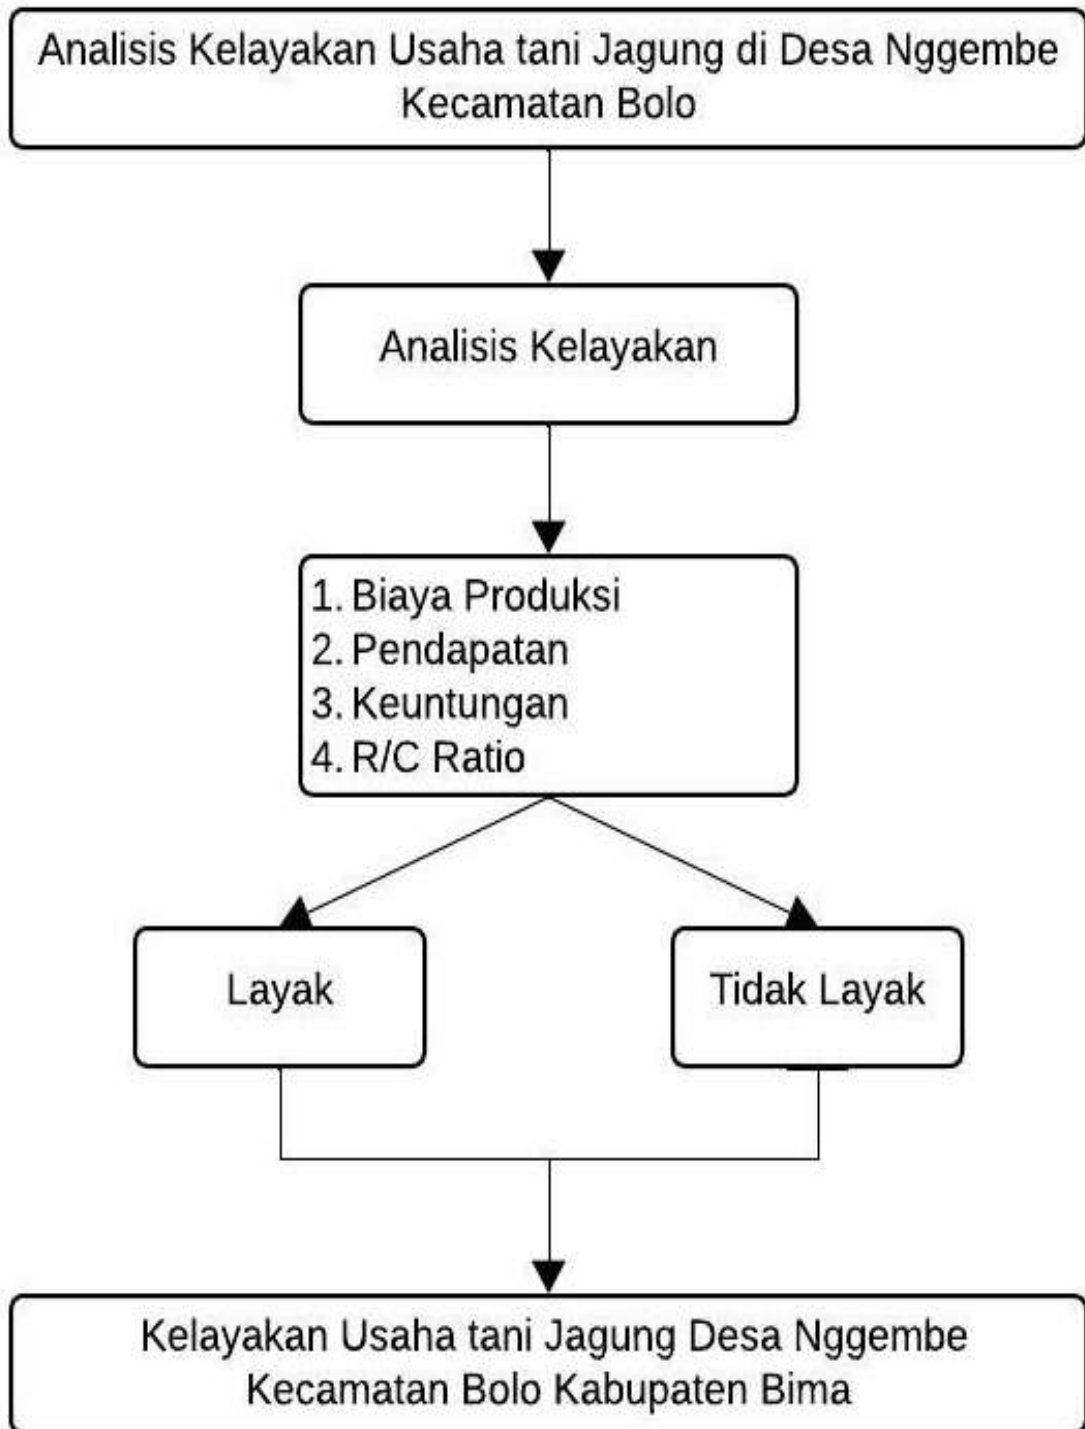 Analisis Kelayakan Usaha tani Jagung di Desa Nggembe
Kecamatan Bolo
Analisis Kelayakan
1. Biaya Produksi
2. Pendapatan
3. Keuntungan
4. R/C Ratio
Layak
Tidak Layak
Kelayakan Usaha tani Jagung Desa Nggembe
Kecamatan Bolo Kabupaten Bima